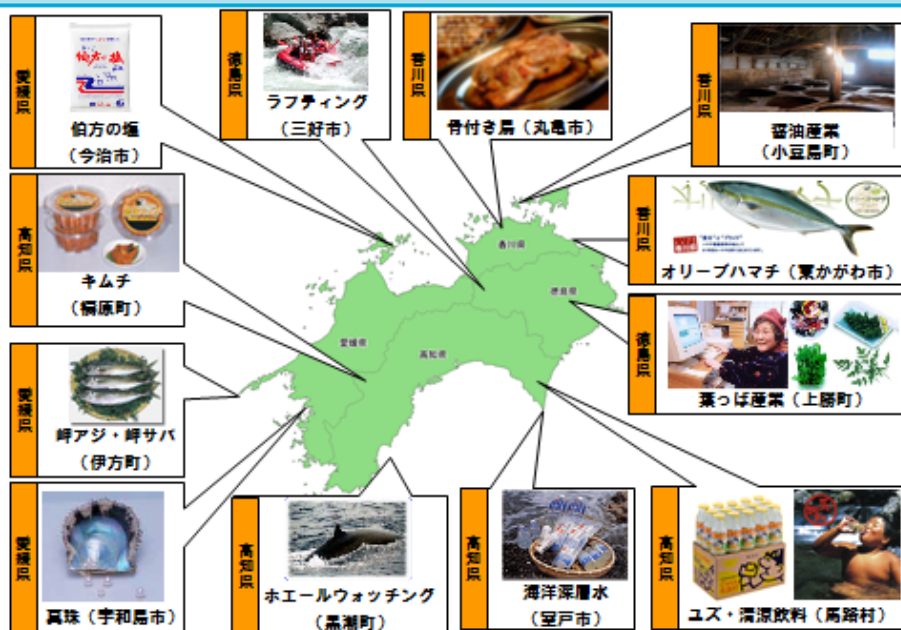 愛媛県
伯方の塩
伯方の塩
（今治市）
徳島県
ラフティング
（三好市）
香川県
骨付き鳥（丸亀市）
香川県
醤油産業
（小豆島町）
高知県
キムチ
（檮原町）
香川県
オリーブハマチ（東かがわ市）
徳島県
葉っぱ産業（上勝町）
愛媛県
岬アジ・岬サバ
（伊方町）
愛媛県
真珠（宇和島市）
高知県
ホエールウォッチング
（黒潮町）
高知県
海洋深層水
（室戸市）
高知県
ユズ・清涼飲料（馬路村）
香川県
徳島県
愛媛県
高知県